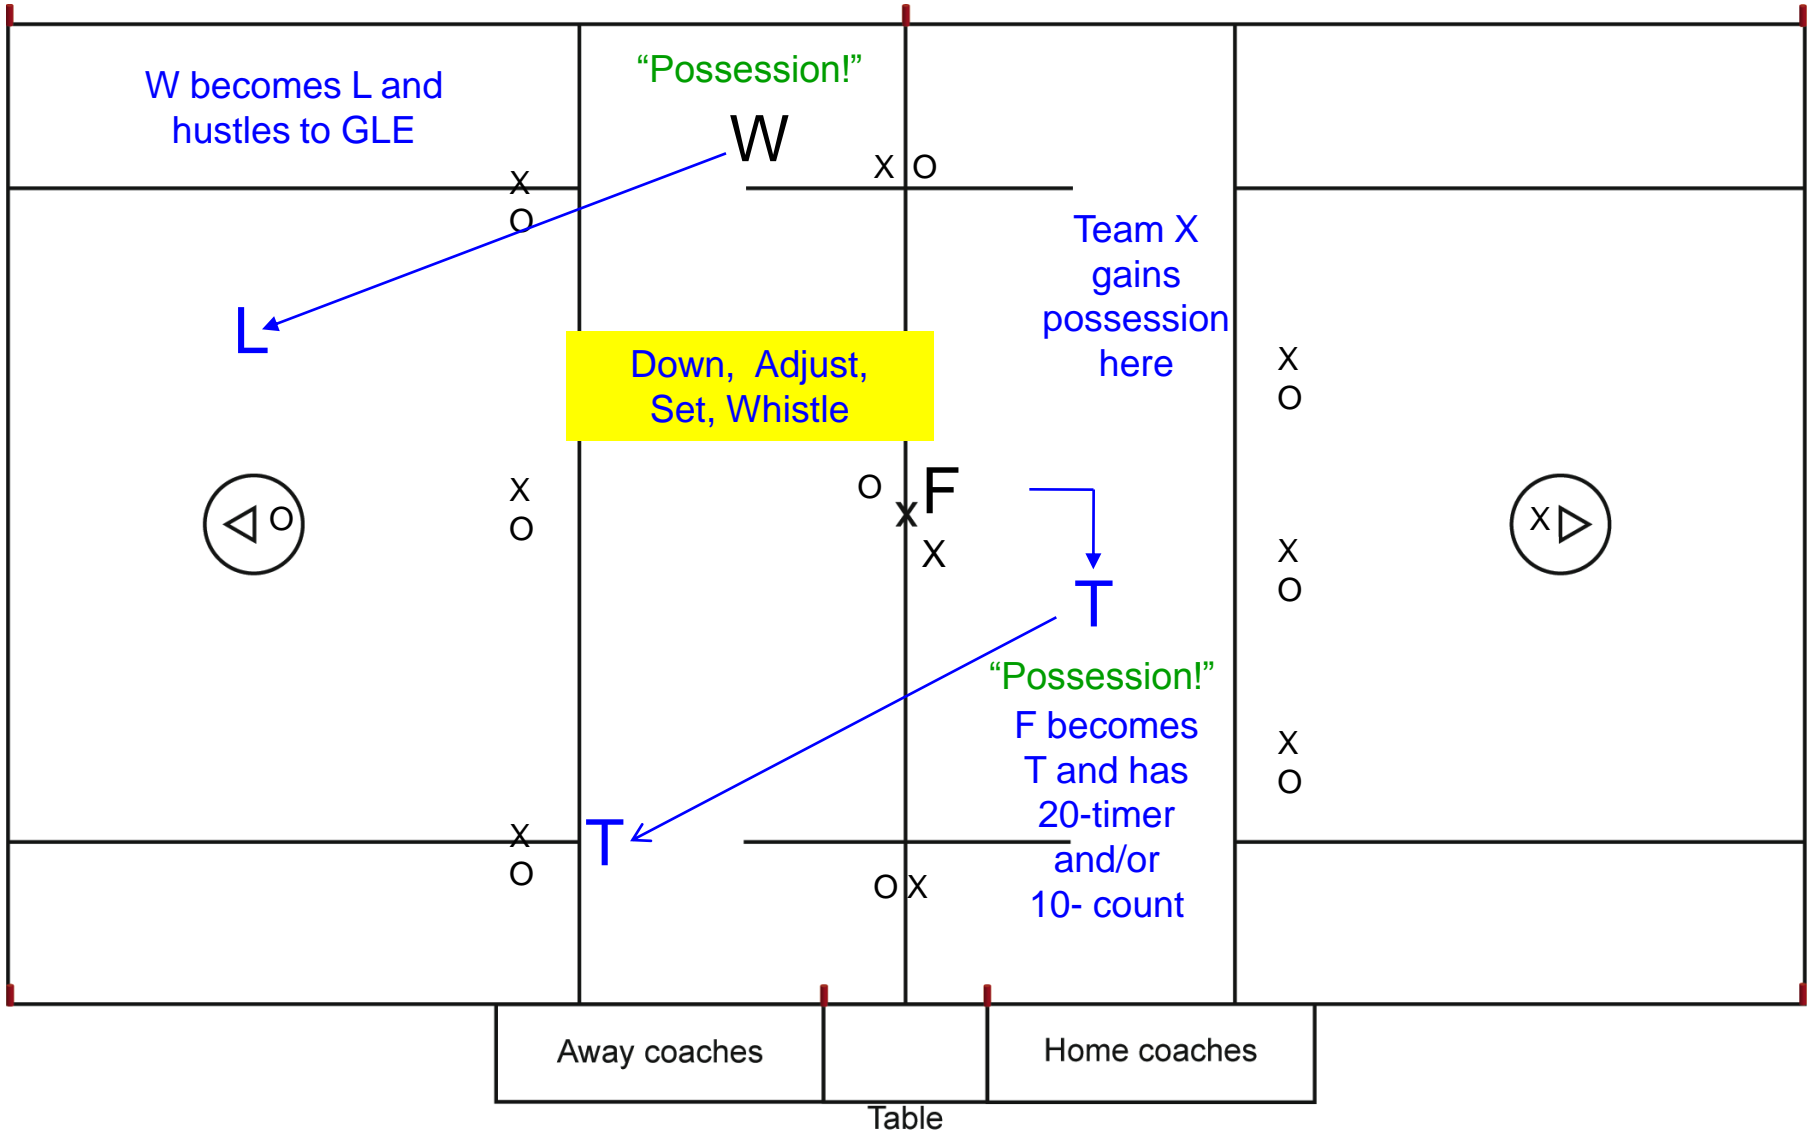 “Possession!”
W becomes L and
hustles to GLE
W
X O
X
O
Team X
gains
possession
here
L
Down,  Adjust,
Set, Whistle
X
O
O
F
X
O
x
X
O
X
X
O
X
O
T
“Possession!”
F becomes
T and has
20-timer
and/or
10- count
X
O
X
O
T
O X
Away coaches
Home coaches
Table